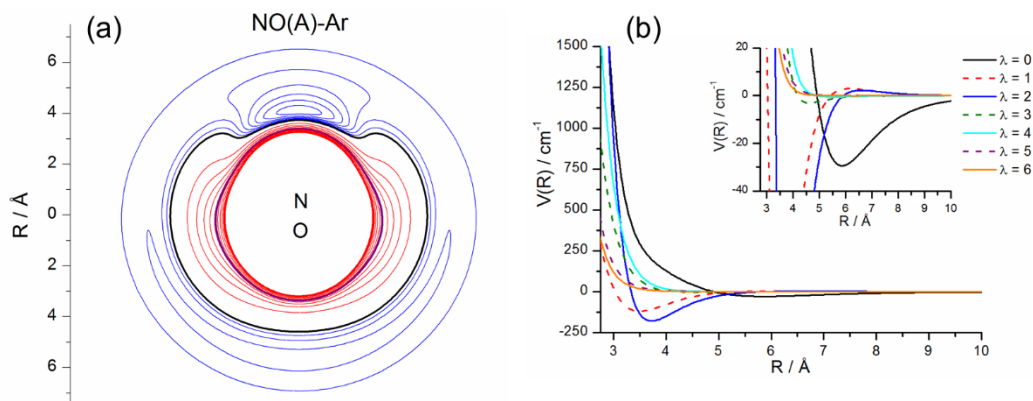 (a)
NO(A)-Ar
R / Å
6
4
2
0
2
4
6
N
O
(b)
V(R) / cm⁻¹
1500
1250
1000
750
500
250
0
-250
3 4 5 6 7 8 9 10
R / Å
V(R) / cm⁻¹
20
0
-20
-40
3 4 5 6 7 8 9 10
R / Å
λ = 0
λ = 1
λ = 2
λ = 3
λ = 4
λ = 5
λ = 6